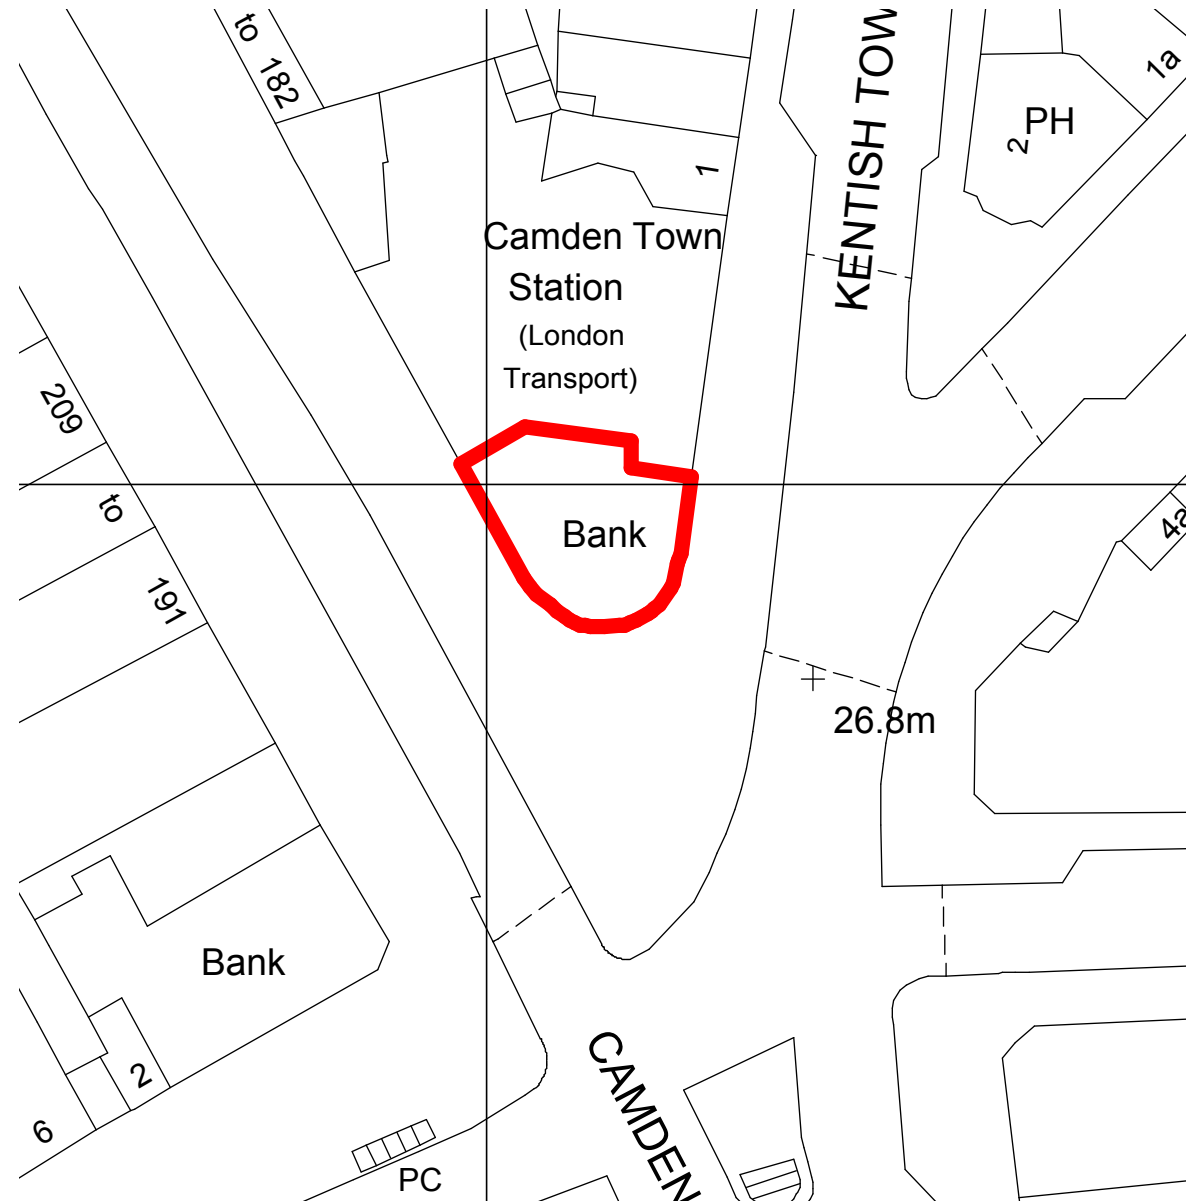 to 182
KENTISH TOW
1a
PH
2
1
Camden Town
Station
(London
Transport)
209
to
191
Bank
4a
26.8m
Bank
2
6
CAMDEN
PC